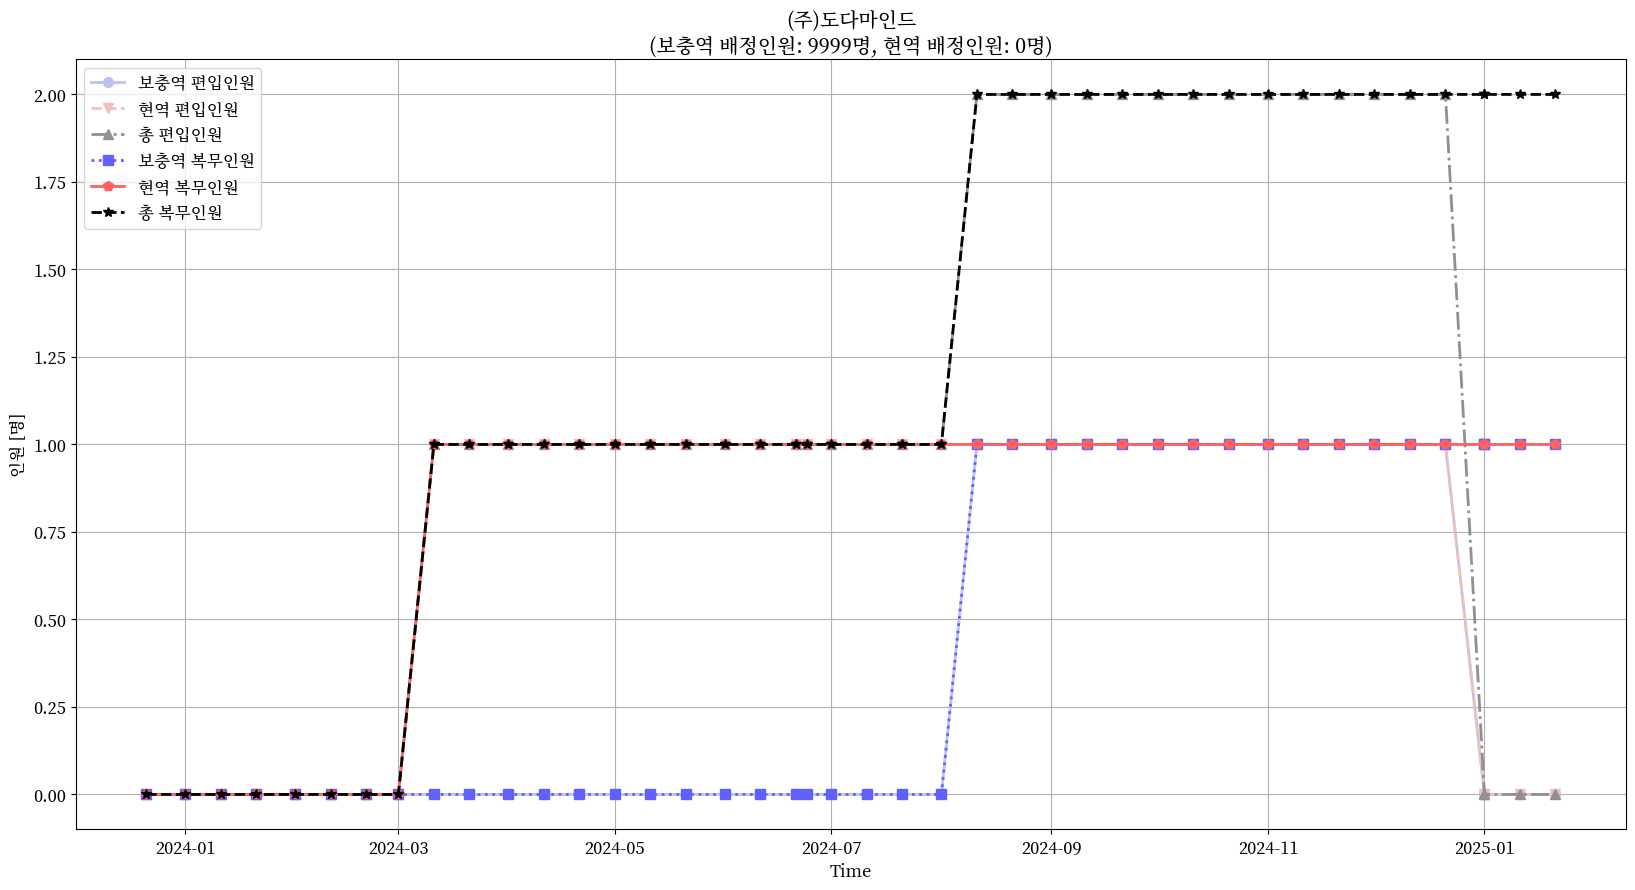 (주)도다마인드
(보충역 배정인원: 9999명, 현역 배정인원: 0명)
보충역 편입인원
현역 편입인원
총 편입인원
보충역 복무인원
현역 복무인원
총 복무인원
2.00
1.75
1.50
1.25
1.00
0.75
0.50
0.25
0.00
인원 [명]
2024-01
2024-03
2024-05
2024-07
2024-09
2024-11
2025-01
Time